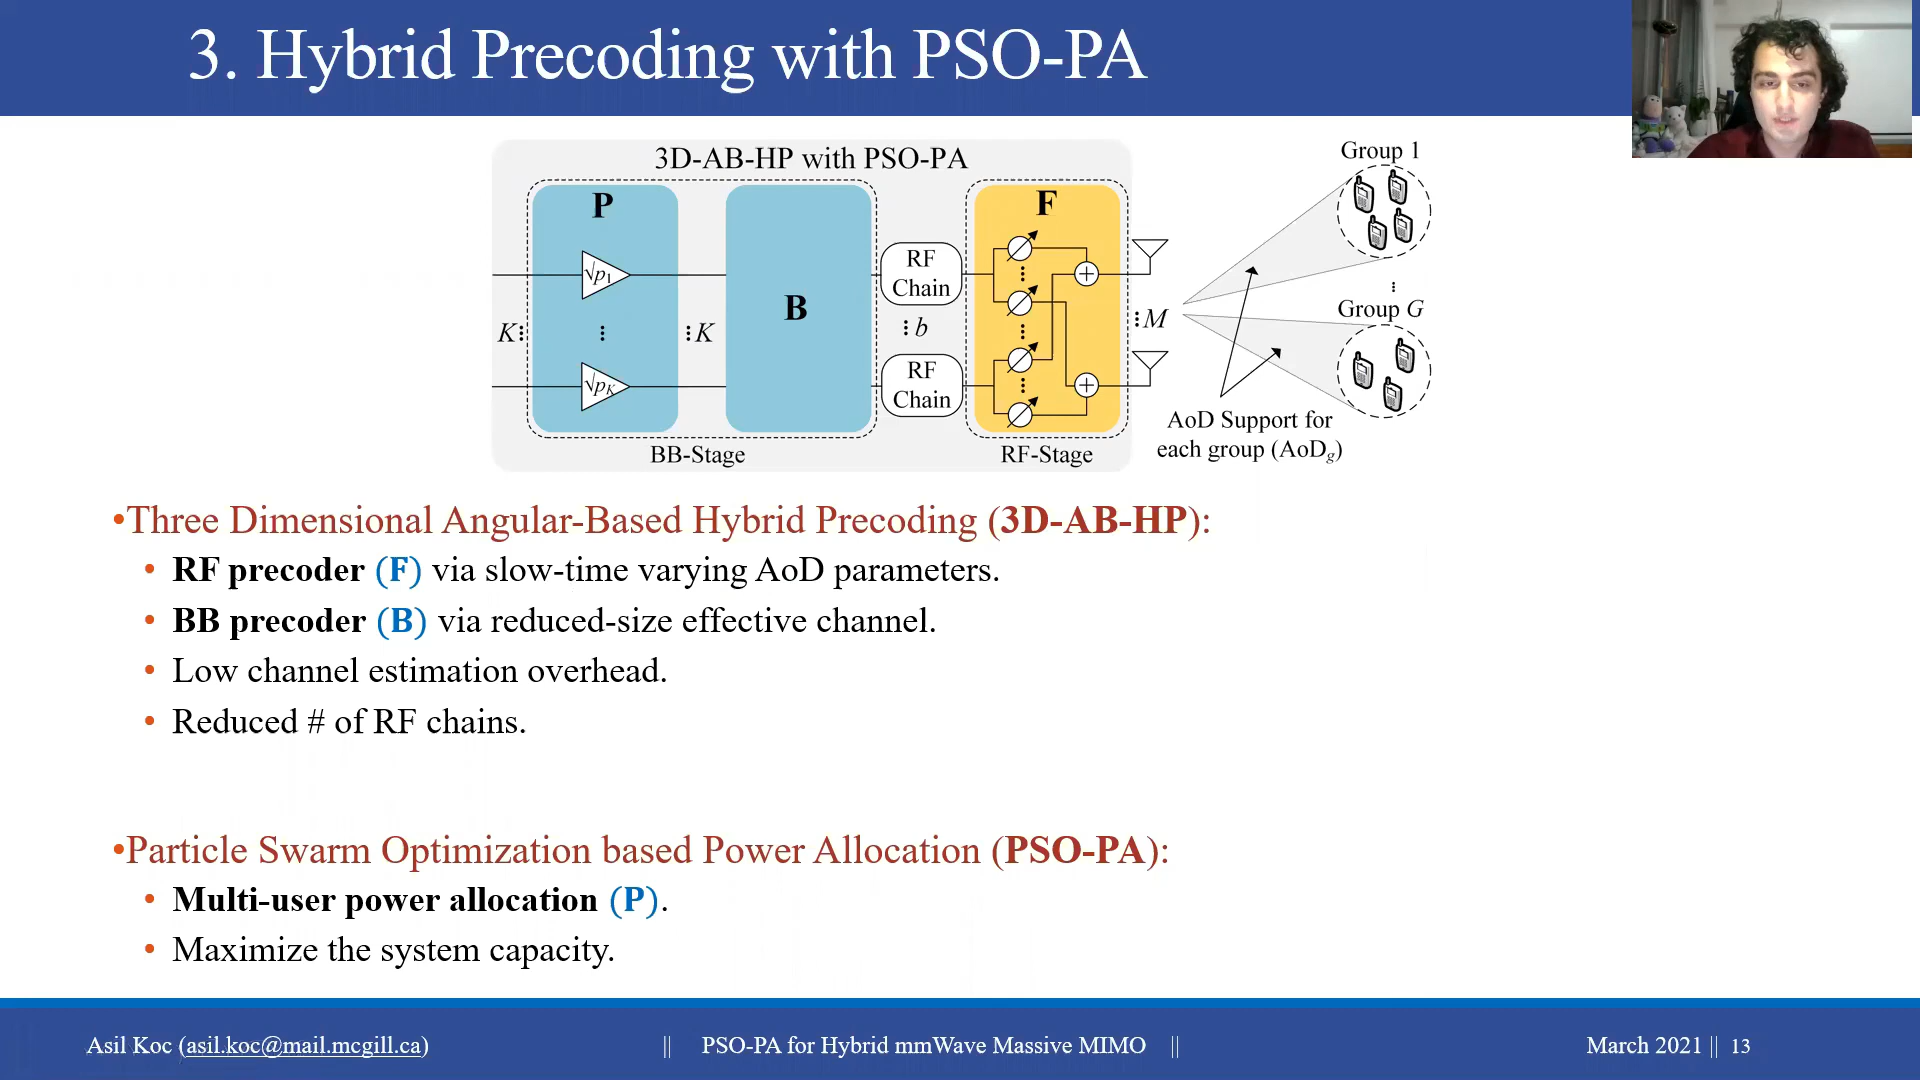 3. Hybrid Precoding with PSO-PA
3D-AB-HP with PSO-PA
P
B
F
√p1
√pK
K
K
RF
Chain
b
RF
Chain
M
BB-Stage
RF-Stage
Group 1
Group G
AoD Support for
each group (AoDg)
•Three Dimensional Angular-Based Hybrid Precoding (3D-AB-HP):
• RF precoder (F) via slow-time varying AoD parameters.
• BB precoder (B) via reduced-size effective channel.
• Low channel estimation overhead.
• Reduced # of RF chains.
•Particle Swarm Optimization based Power Allocation (PSO-PA):
• Multi-user power allocation (P).
• Maximize the system capacity.
Asil Koc (asil.koc@mail.mcgill.ca) || PSO-PA for Hybrid mmWave Massive MIMO || March 2021 || 13